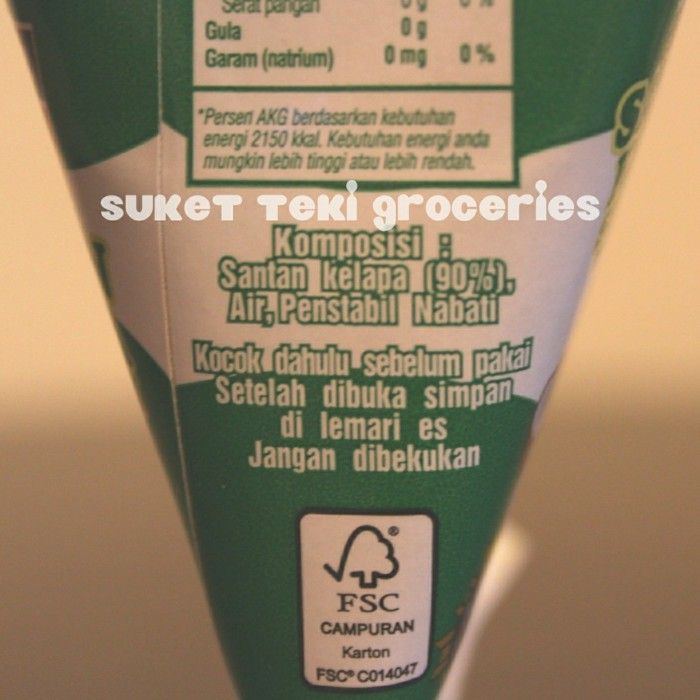 Serat pangan 0 g 0 %
Gula 0 g
Garam (natrium) 0 mg 0 %
*Persen AKG berdasarkan kebutuhan
energi 2150 kkal. Kebutuhan energi anda
mungkin lebih tinggi atau lebih rendah.
SUKET TEKI GROCERIES
Komposisi :
Santan kelapa (90%),
Air, Penstabil Nabati
Kocok dahulu sebelum pakai
Setelah dibuka simpan
di lemari es
Jangan dibekukan
®
FSC
CAMPURAN
Karton
FSC® C014047